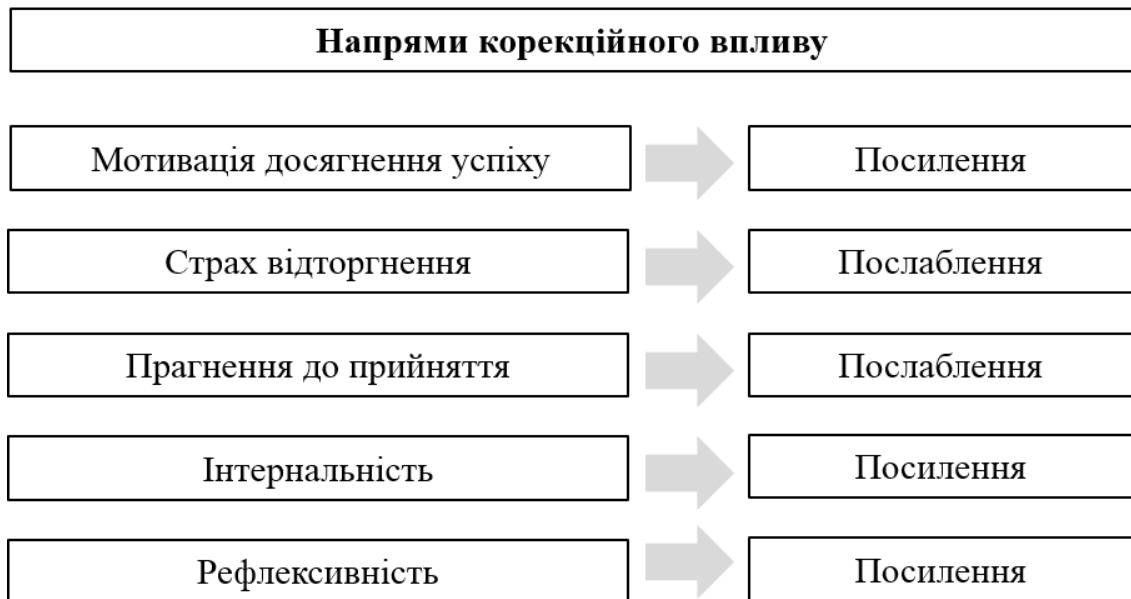 Напрями корекційного впливу
Мотивація досягнення успіху
Посилення
Страх відторгнення
Послаблення
Прагнення до прийняття
Послаблення
Інтернальність
Посилення
Рефлексивність
Посилення